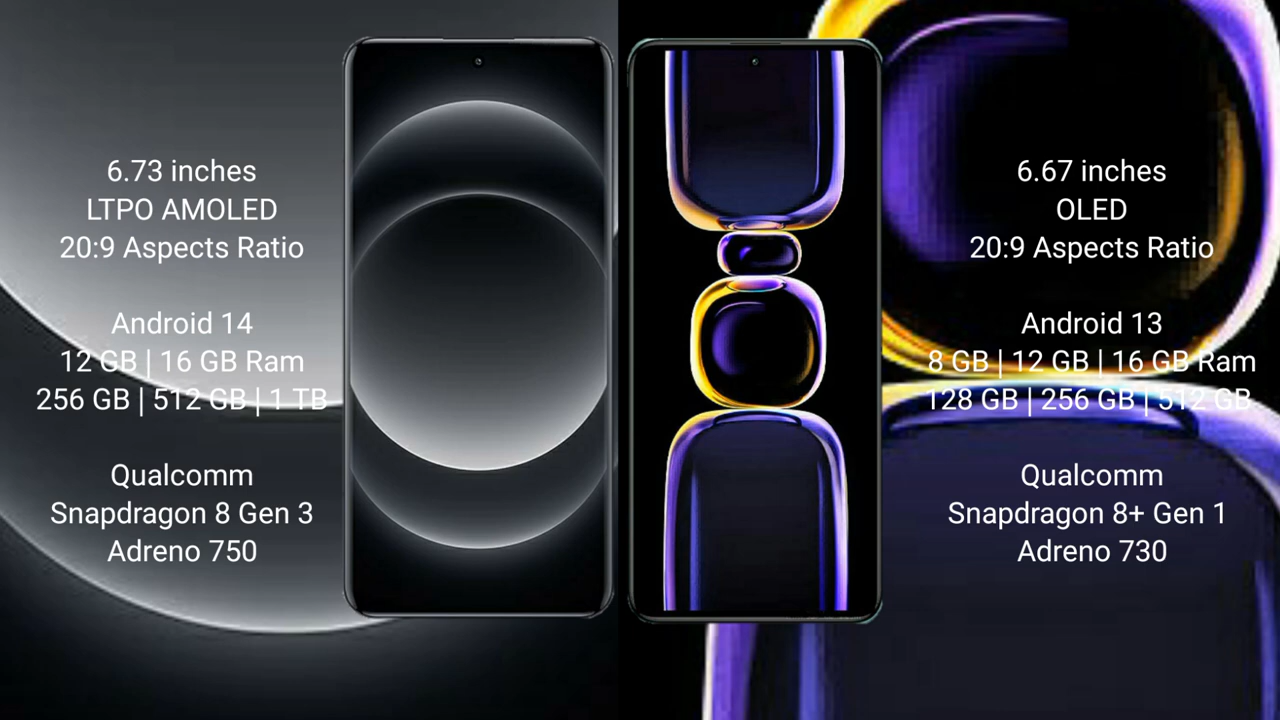 6.73 inches
LTPO AMOLED
20:9 Aspects Ratio
Android 14
12 GB | 16 GB Ram
256 GB | 512 GB | 1 TB
Qualcomm
Snapdragon 8 Gen 3
Adreno 750
6.67 inches
OLED
20:9 Aspects Ratio
Android 13
8 GB | 12 GB | 16 GB Ram
128 GB | 256 GB | 512 GB
Qualcomm
Snapdragon 8+ Gen 1
Adreno 730